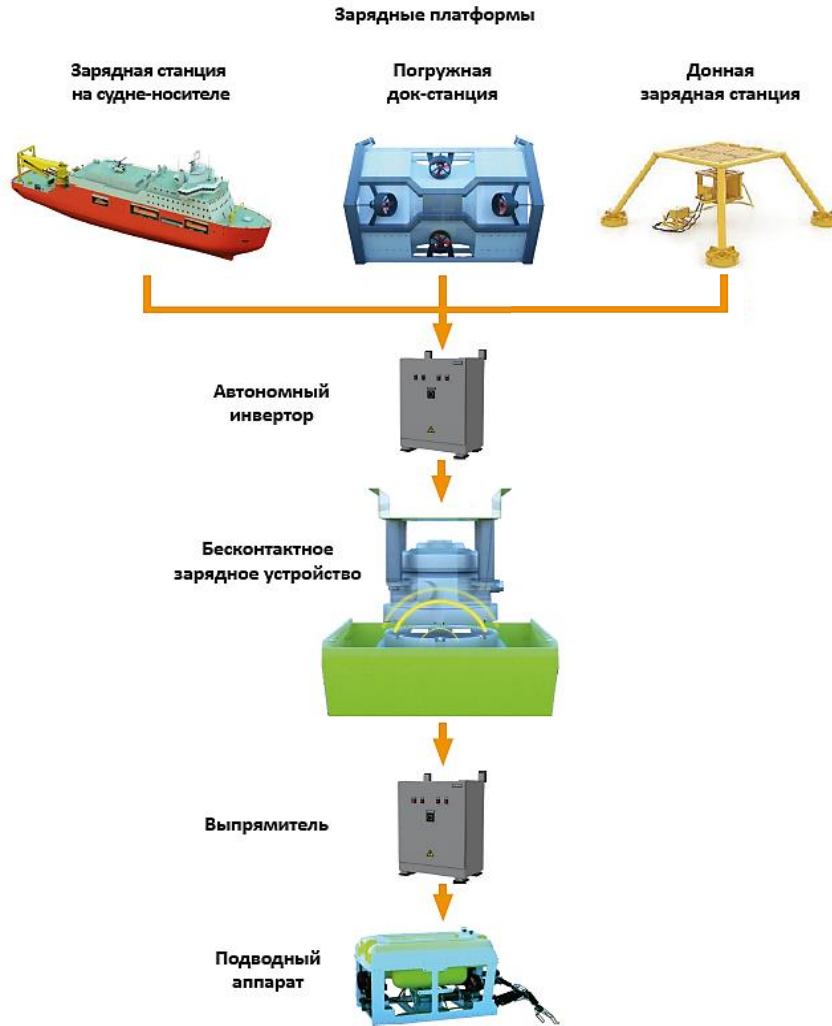 Зарядные платформы
Зарядная станция
на судне-носителе
Погружная
док-станция
Донная
зарядная станция
Автономный
инвертор
Бесконтактное
зарядное устройство
Выпрямитель
Подводный
аппарат